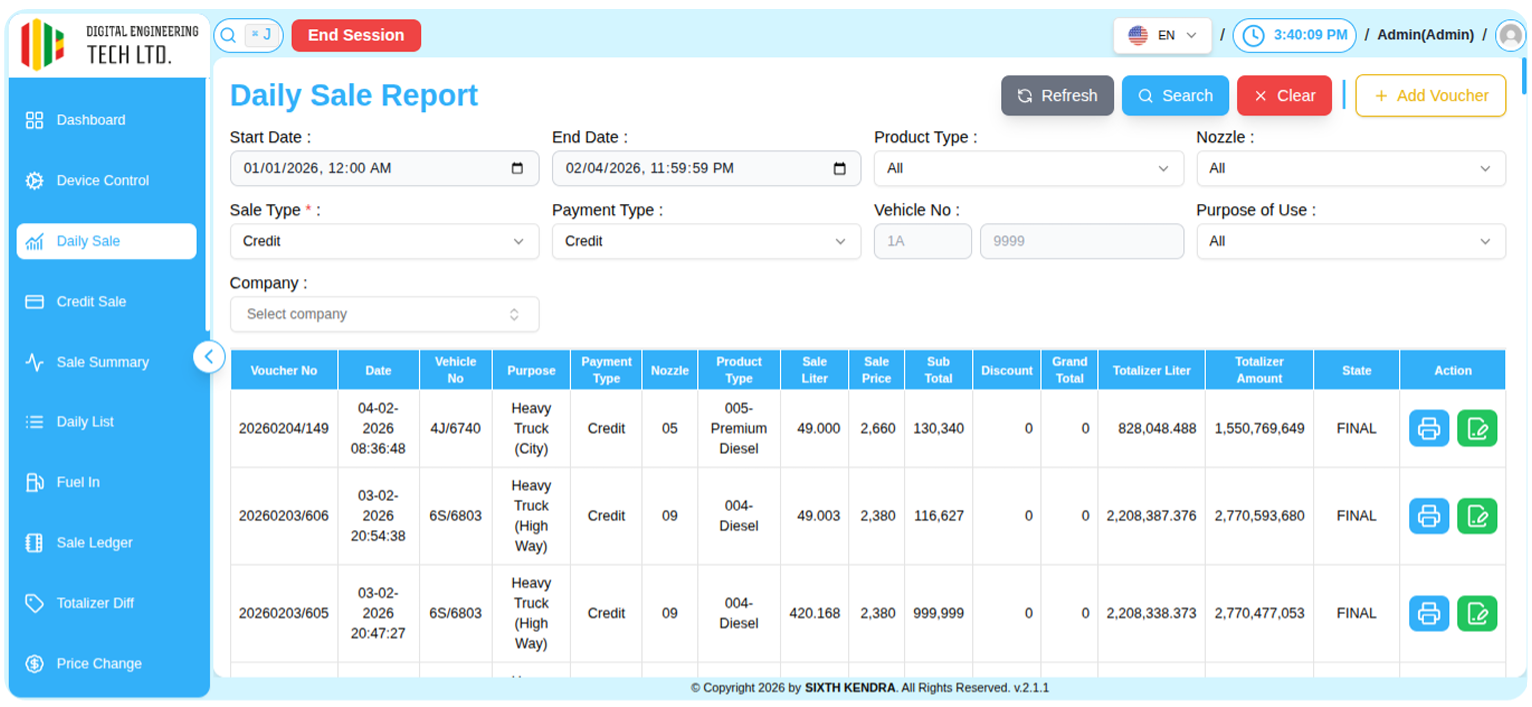 DIGITAL ENGINEERING
TECH LTD.
J
End Session
EN
/
3:40:09 PM
/
Admin(Admin)
/
Dashboard
Device Control
Daily Sale
Credit Sale
Sale Summary
Daily List
Fuel In
Sale Ledger
Totalizer Diff
Price Change
Daily Sale Report
Refresh
Search
Clear
Add Voucher
Start Date :
End Date :
Product Type :
Nozzle :
01/01/2026, 12:00 AM
02/04/2026, 11:59:59 PM
All
All
Sale Type * :
Payment Type :
Vehicle No :
Purpose of Use :
Credit
Credit
1A
9999
All
Company :
Select company
Voucher No
Date
Vehicle
No
Purpose
Payment
Type
Nozzle
Product
Type
Sale
Liter
Sale
Price
Sub
Total
Discount
Grand
Total
Totalizer Liter
Totalizer
Amount
State
Action
20260204/149
04-02-
2026
08:36:48
4J/6740
Heavy
Truck
(City)
Credit
05
005-
Premium
Diesel
49.000
2,660
130,340
0
0
828,048.488
1,550,769,649
FINAL
20260203/606
03-02-
2026
20:54:38
6S/6803
Heavy
Truck
(High
Way)
Credit
09
004-
Diesel
49.003
2,380
116,627
0
0
2,208,387.376
2,770,593,680
FINAL
20260203/605
03-02-
2026
20:47:27
6S/6803
Heavy
Truck
(High
Way)
Credit
09
004-
Diesel
420.168
2,380
999,999
0
0
2,208,338.373
2,770,477,053
FINAL
© Copyright 2026 by SIXTH KENDRA. All Rights Reserved. v.2.1.1